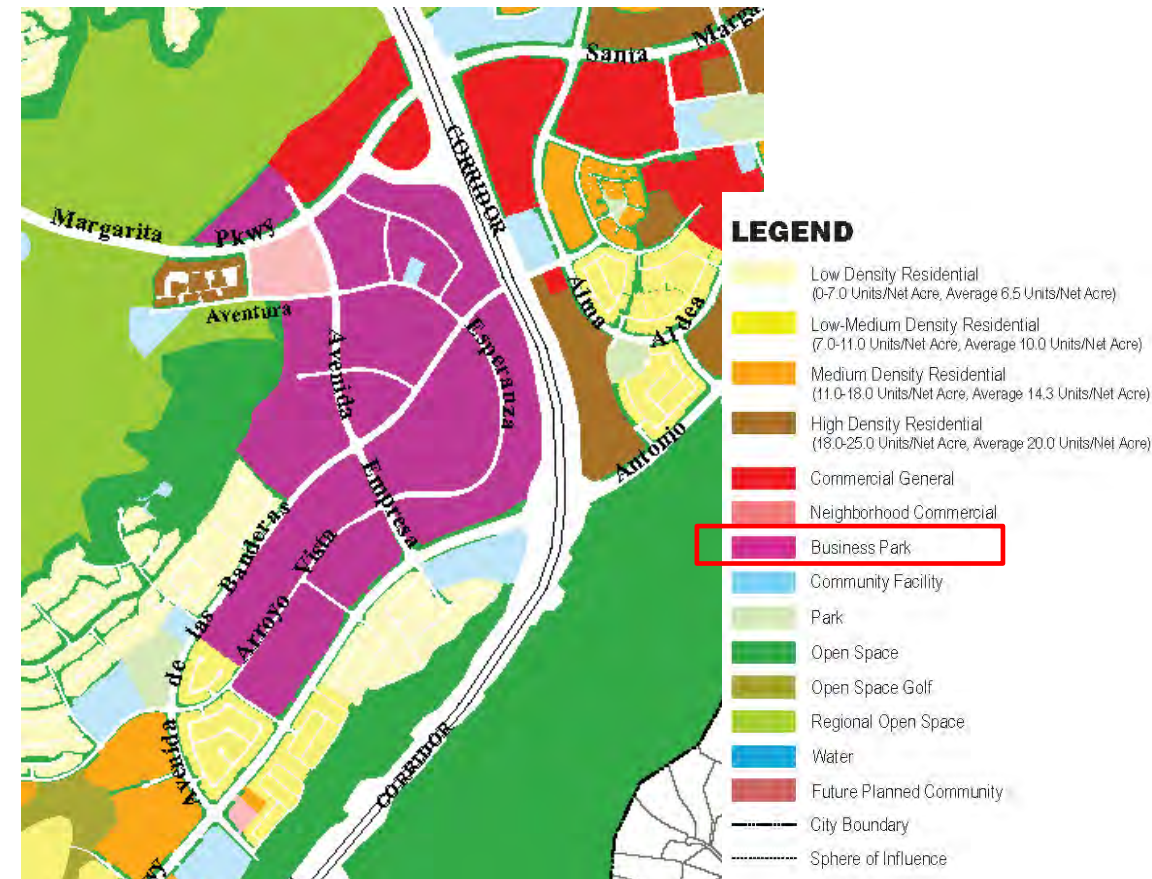 Santa Marga
CORRIDOR
Margarita Pkwy
Aventura
Avenida
Empresa
Esperanza
Alma
Ardea
Antonio
Avenida de las Banderas
Arroyo Vista
CORRIDOR
wy
LEGEND
Low Density Residential
(0-7.0 Units/Net Acre, Average 6.5 Units/Net Acre)
Low-Medium Density Residential
(7.0-11.0 Units/Net Acre, Average 10.0 Units/Net Acre)
Medium Density Residential
(11.0-18.0 Units/Net Acre, Average 14.3 Units/Net Acre)
High Density Residential
(18.0-25.0 Units/Net Acre, Average 20.0 Units/Net Acre)
Commercial General
Neighborhood Commercial
Business Park
Community Facility
Park
Open Space
Open Space Golf
Regional Open Space
Water
Future Planned Community
City Boundary
Sphere of Influence